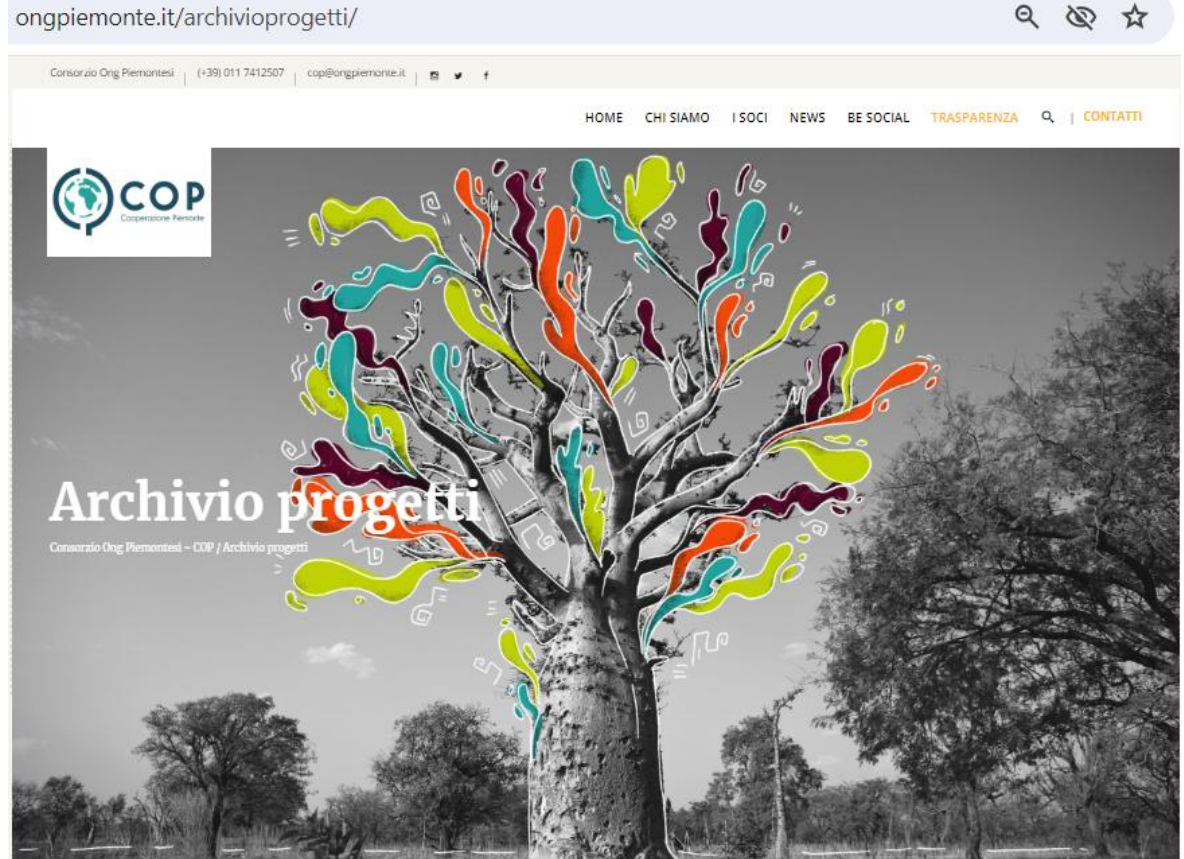 ongpiemonte.it/archivioprogetti/
Consorzio Ong Piemontesi | (+39) 011 7412507 | cop@ongpiemonte.it |
HOME CHI SIAMO I SOCI NEWS BE SOCIAL TRASPARENZA | CONTATTI
COP
Cooperazione Piemonte
Archivio progetti
Consorzio Ong Piemontesi – COP / Archivio progetti